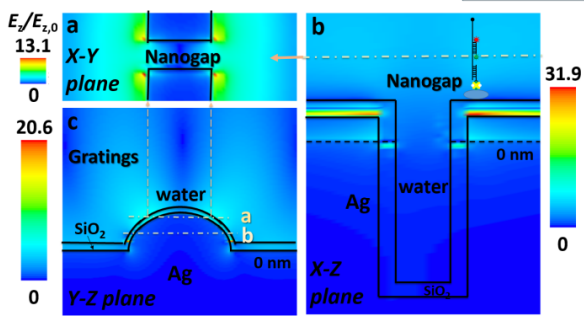 E_z/E_{z,0}
13.1
0
a
X-Y
plane
Nanogap
b
Nanogap
31.9
0 nm
water
Ag
SiO₂
X-Z
plane
0
20.6
c
Gratings
water
a
b
SiO₂
0 nm
Ag
Y-Z plane
0